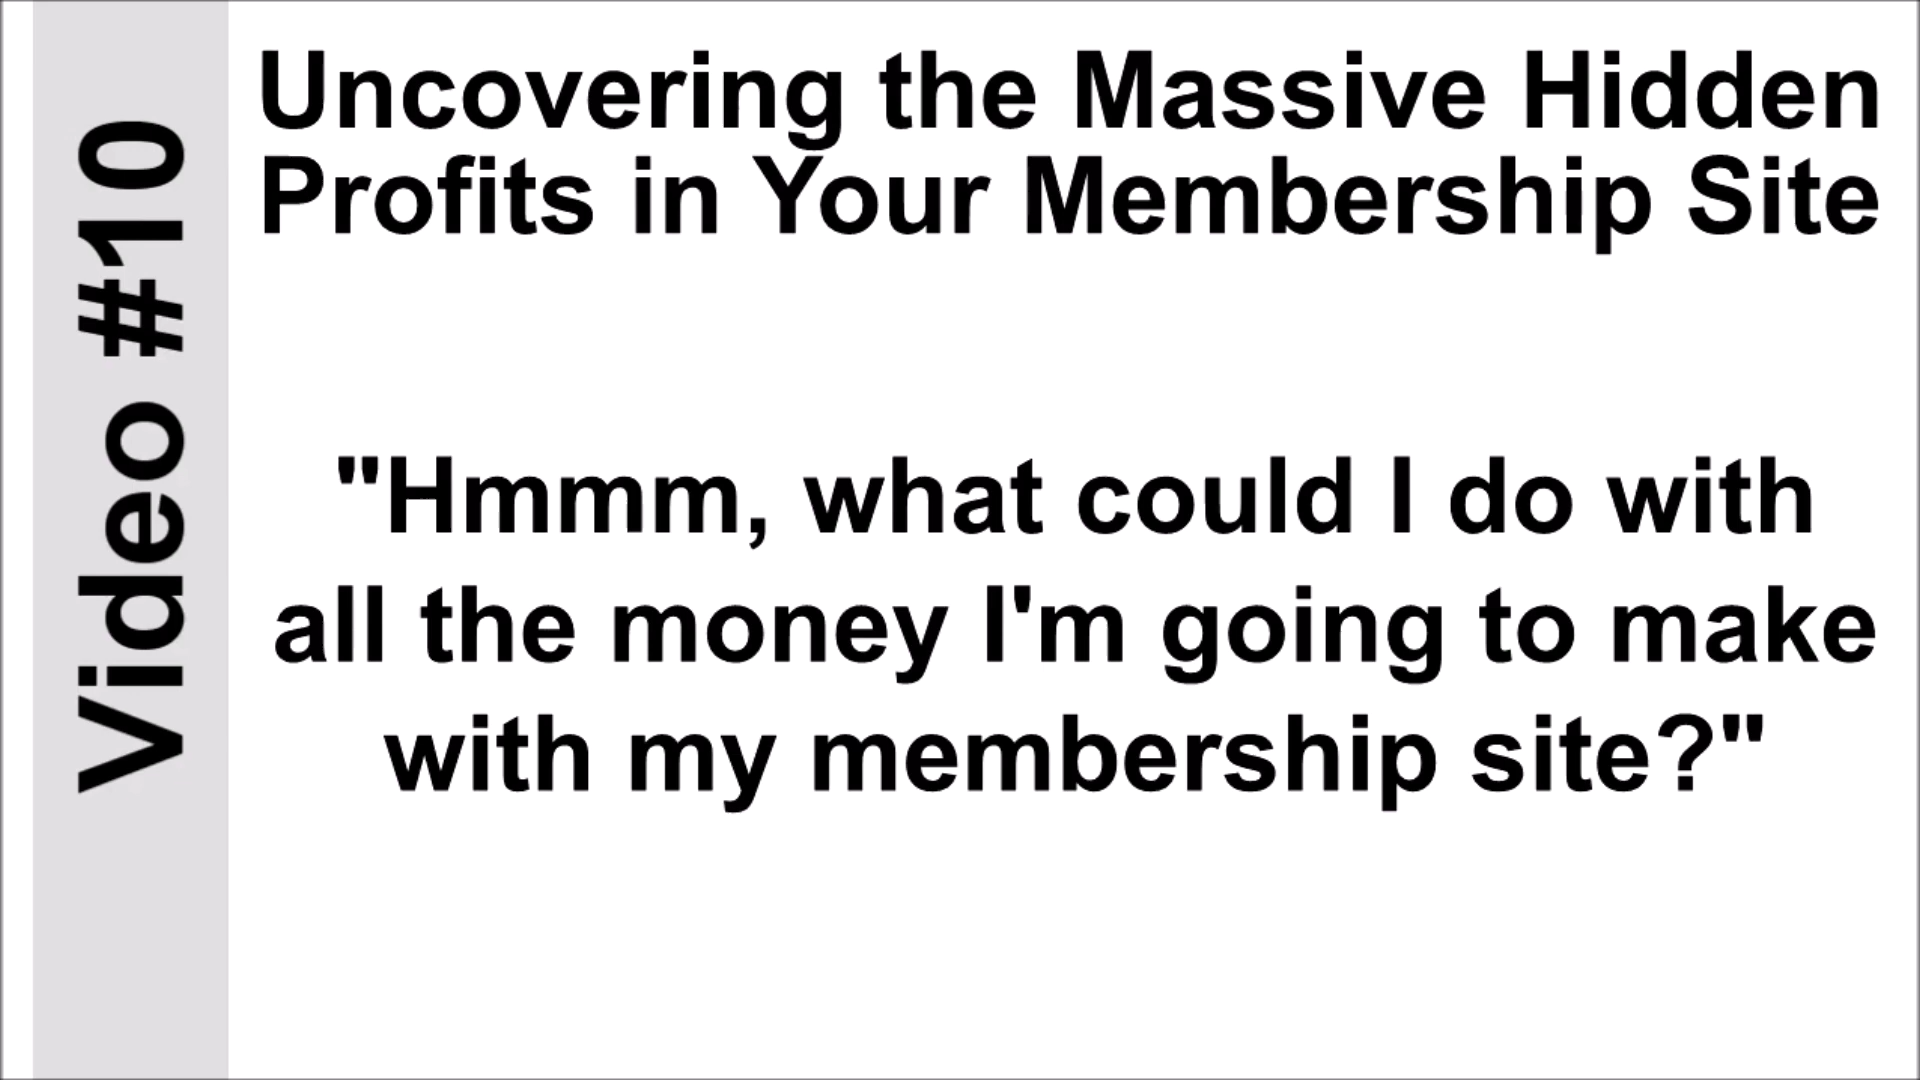 Video #10
Uncovering the Massive Hidden
Profits in Your Membership Site
"Hmmm, what could I do with
all the money I'm going to make
with my membership site?"